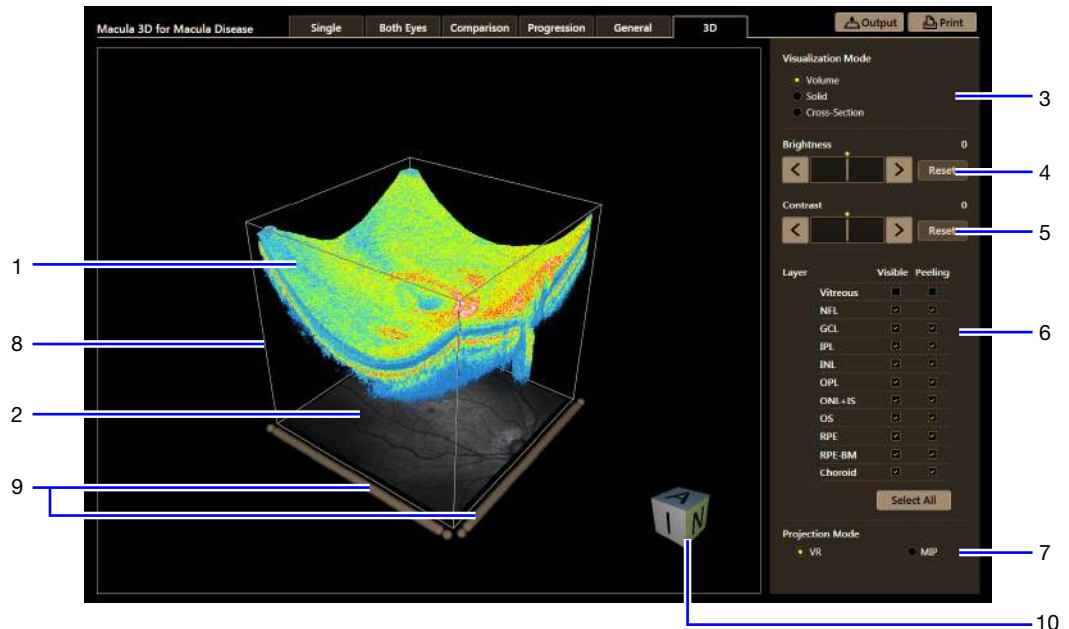 Macula 3D for Macula Disease
Single Both Eyes Comparison Progression General 3D
Output Print
Visualization Mode
Volume
Solid
Cross-Section
3
Brightness 0
< > Reset
4
Contrast 0
< > Reset
5
1
Layer Visible Peeling
Vitreous
NFL
GCL
6
8
IPL
INL
OPL
ONL+IS
2
OS
RPE
RPE-BM
Choroid
9
Select All
A
I N
Projection Mode
VR MIP
7
10